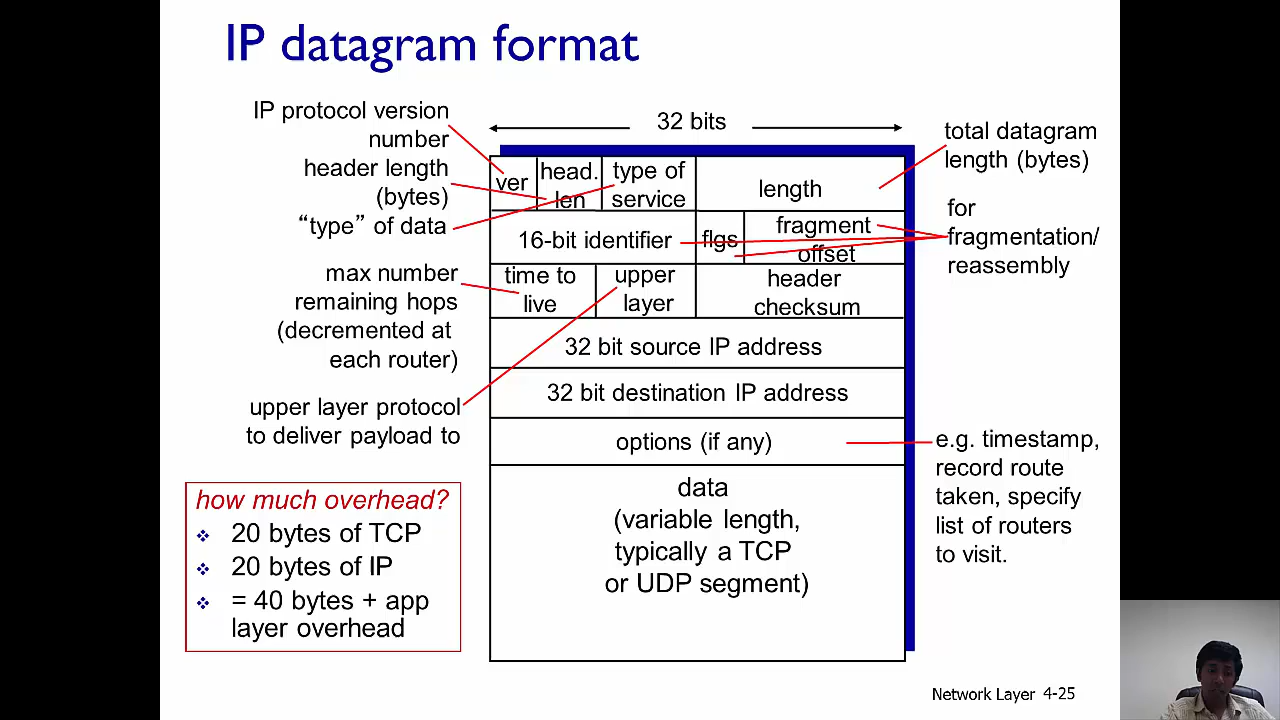 IP datagram format
IP protocol version
number
header length
(bytes)
“type” of data
max number
remaining hops
(decremented at
each router)
upper layer protocol
to deliver payload to
how much overhead?
20 bytes of TCP
20 bytes of IP
= 40 bytes + app
layer overhead
32 bits
ver
head.
len
type of
service
length
16-bit identifier
flgs
fragment
offset
time to
live
upper
layer
header
checksum
32 bit source IP address
32 bit destination IP address
options (if any)
data
(variable length,
typically a TCP
or UDP segment)
total datagram
length (bytes)
for
fragmentation/
reassembly
e.g. timestamp,
record route
taken, specify
list of routers
to visit.
Network Layer 4-25